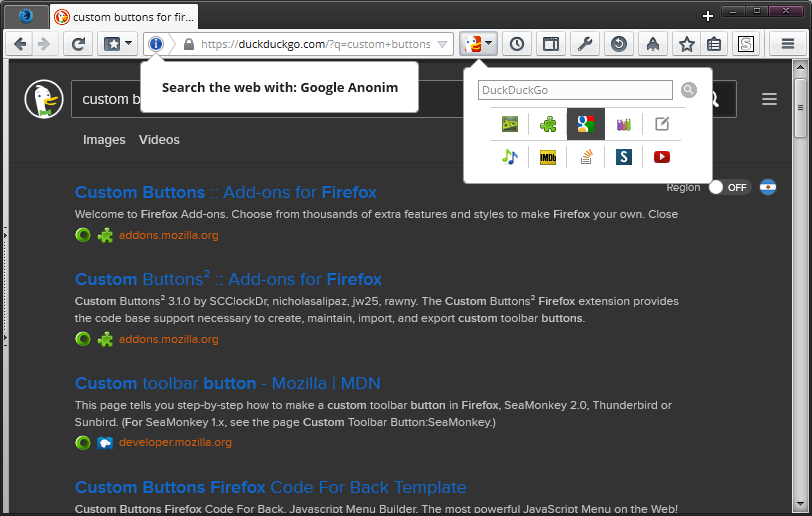 custom buttons for fir...
https://duckduckgo.com/?q=custom+buttons
Search the web with: Google Anonim
DuckDuckGo
IMDb
S
S
custom b
Images Videos
Region OFF
Custom Buttons :: Add-ons for Firefox
Welcome to Firefox Add-ons. Choose from thousands of extra features and styles to make Firefox your own. Close
addons.mozilla.org
Custom Buttons² :: Add-ons for Firefox
Custom Buttons² 3.1.0 by SCClockDr, nicholasalipaz, jw25, rawny. The Custom Buttons² Firefox extension provides
the code base support necessary to create, maintain, import, and export custom toolbar buttons.
addons.mozilla.org
Custom toolbar button - Mozilla | MDN
This page tells you step-by-step how to make a custom toolbar button in Firefox, SeaMonkey 2.0, Thunderbird or
Sunbird. (For SeaMonkey 1.x, see the page Custom Toolbar Button:SeaMonkey.)
developer.mozilla.org
Custom Buttons Firefox Code For Back Template
Custom Buttons Firefox Code For Back. Javascript Menu Builder. The most powerful JavaScript Menu on the Web!